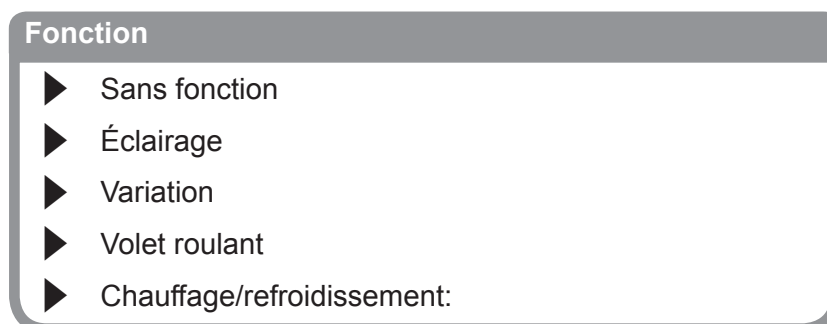 Fonction
Sans fonction
Éclairage
Variation
Volet roulant
Chauffage/refroidissement: